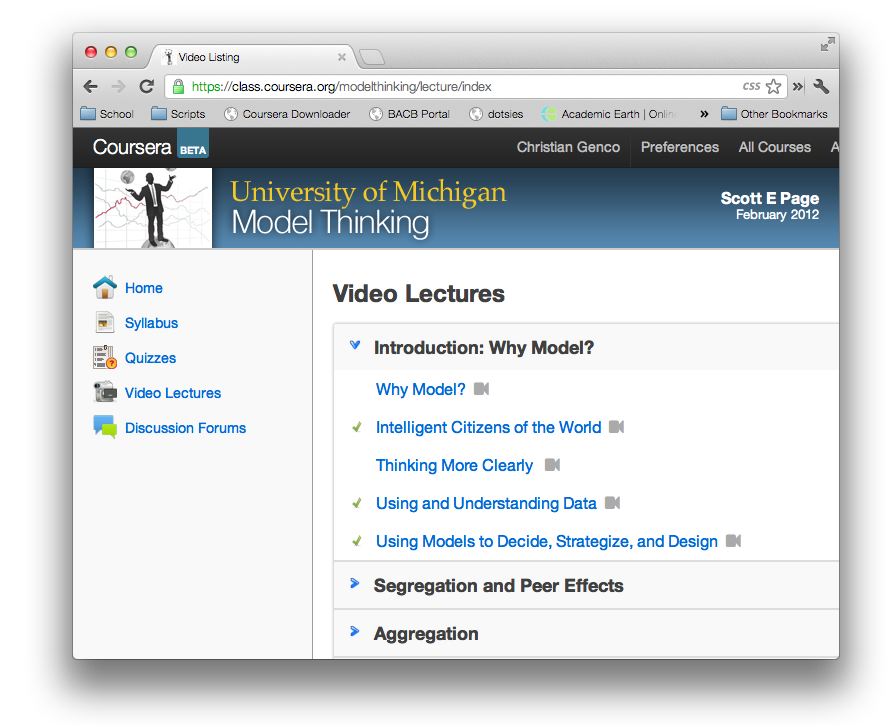 Video Listing
https://class.coursera.org/modelthinking/lecture/index
CSS
School Scripts Coursera Downloader BACB Portal dotsies Academic Earth | Onlin » Other Bookmarks
Coursera BETA Christian Genco Preferences All Courses A
University of Michigan
Model Thinking
Scott E Page
February 2012
Home
Syllabus
Quizzes
Video Lectures
Discussion Forums
Video Lectures
Introduction: Why Model?
Why Model?
Intelligent Citizens of the World
Thinking More Clearly
Using and Understanding Data
Using Models to Decide, Strategize, and Design
Segregation and Peer Effects
Aggregation